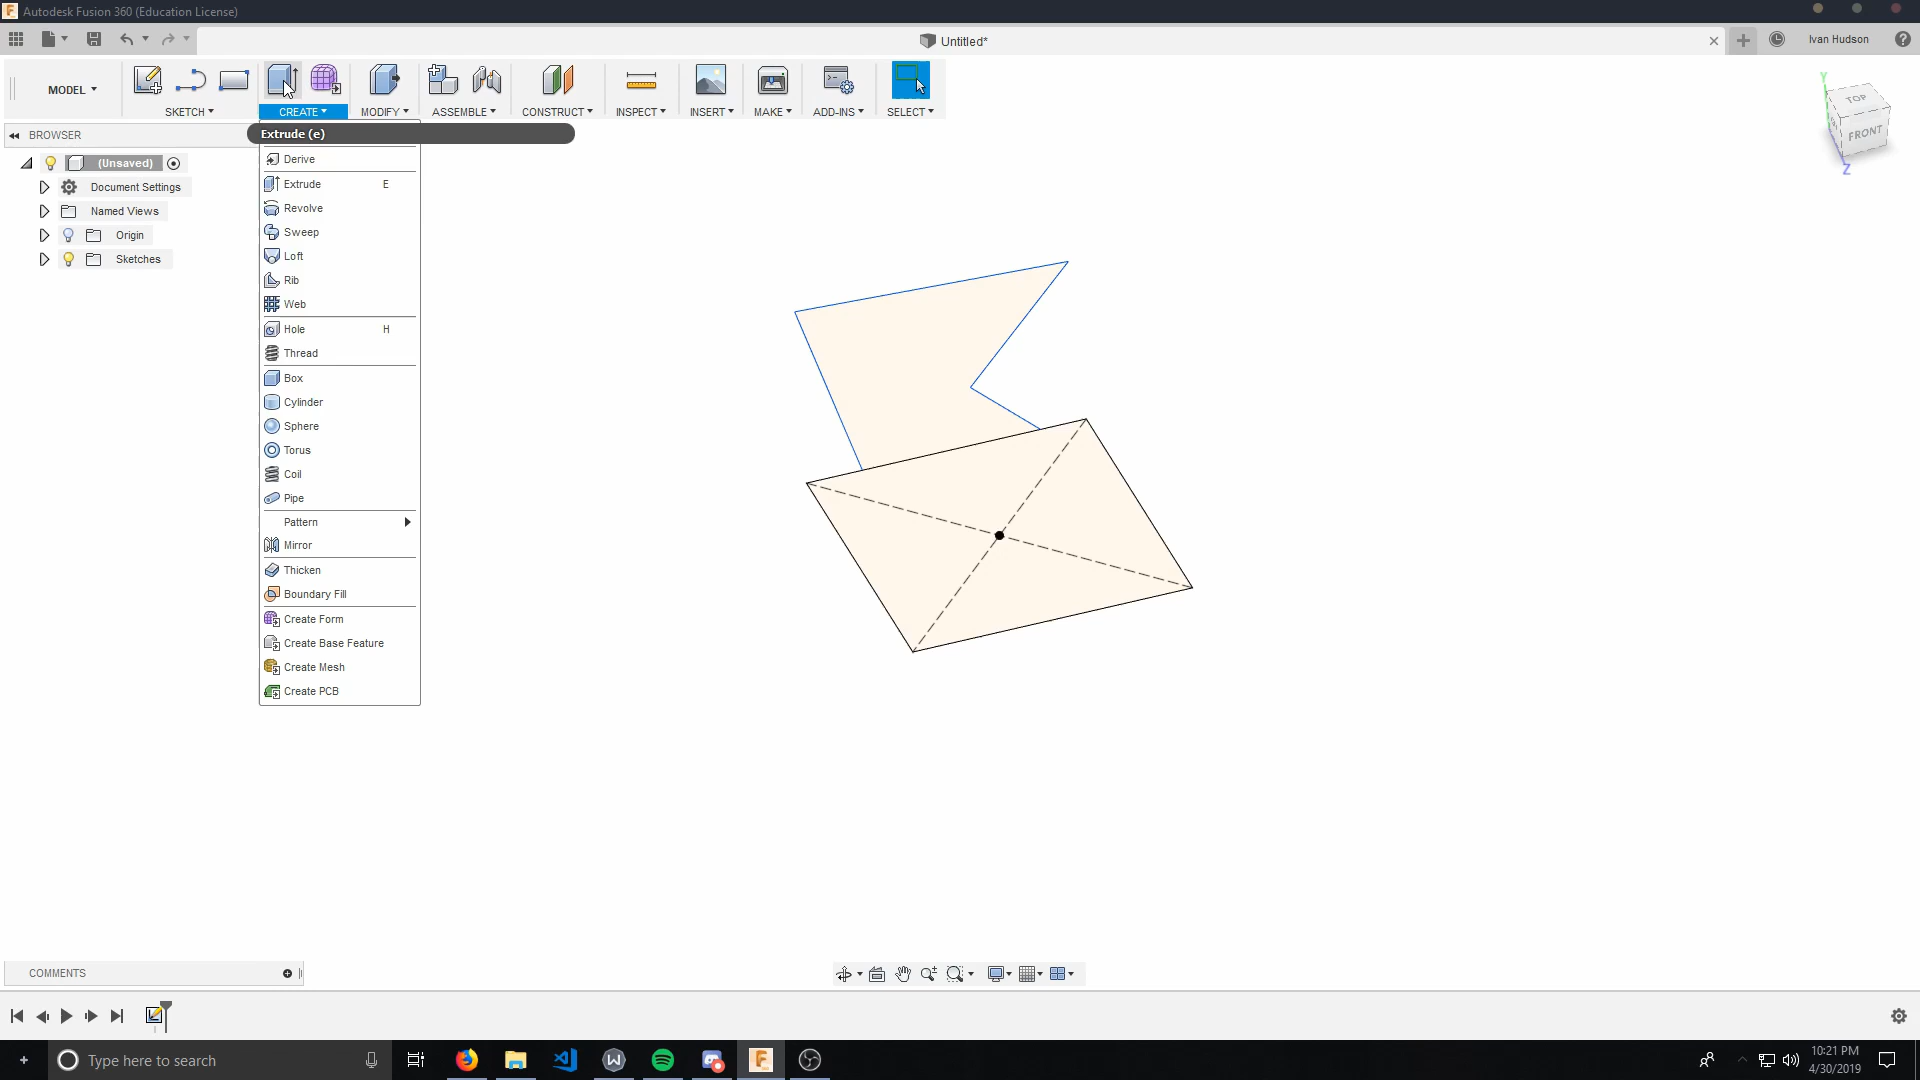 Autodesk Fusion 360 (Education License)
Untitled*
Ivan Hudson
MODEL
SKETCH
CREATE
MODIFY
ASSEMBLE
CONSTRUCT
INSPECT
INSERT
MAKE
ADD-INS
SELECT
TOP
FRONT
Y
Z
BROWSER
Extrude (e)
(Unsaved)
Document Settings
Named Views
Origin
Sketches
Derive
Extrude E
Revolve
Sweep
Loft
Rib
Web
Hole H
Thread
Box
Cylinder
Sphere
Torus
Coil
Pipe
Pattern
Mirror
Thicken
Boundary Fill
Create Form
Create Base Feature
Create Mesh
Create PCB
COMMENTS
Type here to search
10:21 PM
4/30/2019